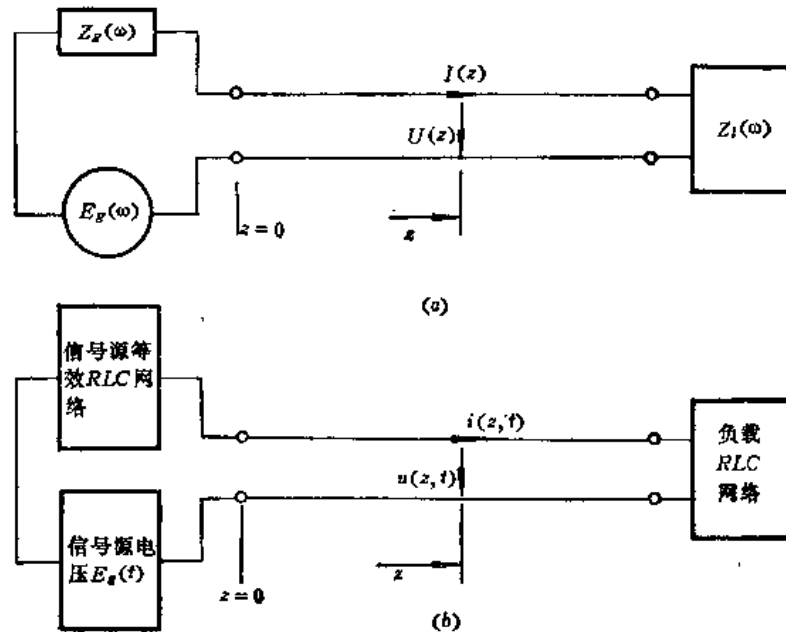 Z_g(ω)
I(z)
U(z)
Z_l(ω)
E_g(ω)
z=0
z
(a)
信号源等
效RLC网
络
i(z,t)
u(z,t)
负载
RLC
网络
信号源电
压E_g(t)
z=0
z
(b)